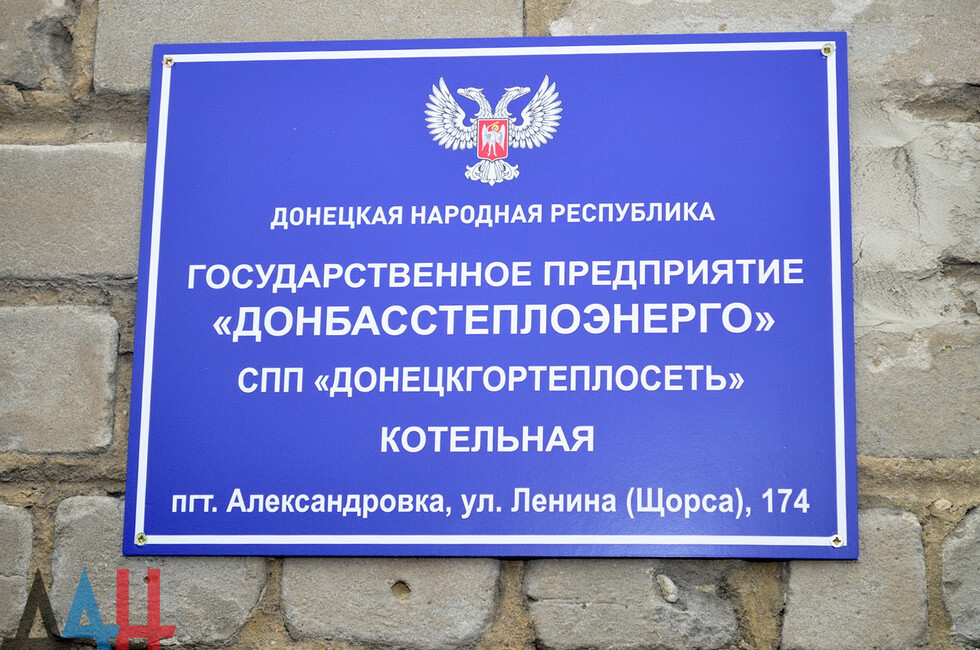 ДОНЕЦКАЯ НАРОДНАЯ РЕСПУБЛИКА
ГОСУДАРСТВЕННОЕ ПРЕДПРИЯТИЕ
«ДОНБАССТЕПЛОЭНЕРГО»
СПП «ДОНЕЦКГОРТЕПЛОСЕТЬ»
КОТЕЛЬНАЯ
пгт. Александровка, ул. Ленина (Щорса), 174
ДАН